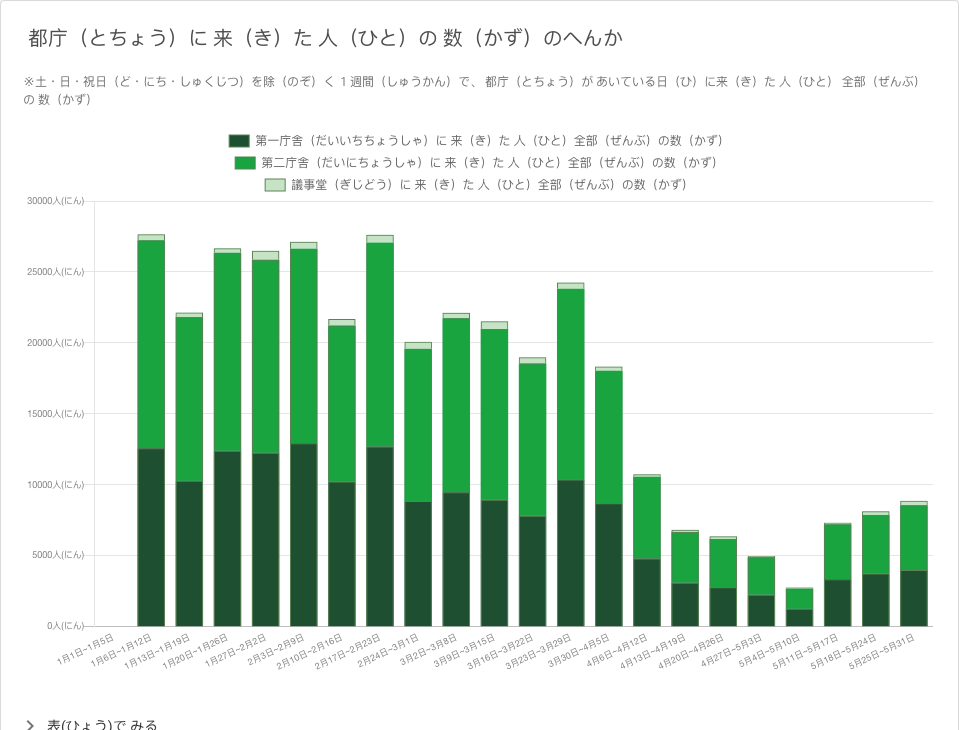 都庁（とちょう）に 来（き）た 人（ひと）の 数（かず）のへんか
※土・日・祝日（ど・にち・しゅくじつ）を除（のぞ）く 1 週間（しゅうかん）で、 都庁（とちょう）が あいている日（ひ）に来（き）た 人（ひと） 全部（ぜんぶ）
の 数（かず）
第一庁舎（だいいちちょうしゃ）に 来（き）た 人（ひと）全部（ぜんぶ）の数（かず）
第二庁舎（だいにちょうしゃ）に 来（き）た 人（ひと）全部（ぜんぶ）の数（かず）
議事堂（ぎじどう）に 来（き）た 人（ひと）全部（ぜんぶ）の数（かず）
30000人(にん)
25000人(にん)
20000人(にん)
15000人(にん)
10000人(にん)
5000人(にん)
0人(にん)
1月1日~1月5日
1月6日~1月12日
1月13日~1月19日
1月20日~1月26日
1月27日~2月2日
2月3日~2月9日
2月10日~2月16日
2月17日~2月23日
2月24日~3月1日
3月2日~3月8日
3月9日~3月15日
3月16日~3月22日
3月23日~3月29日
3月30日~4月5日
4月6日~4月12日
4月13日~4月19日
4月20日~4月26日
4月27日~5月3日
5月4日~5月10日
5月11日~5月17日
5月18日~5月24日
5月25日~5月31日
表(ひょう)で みる